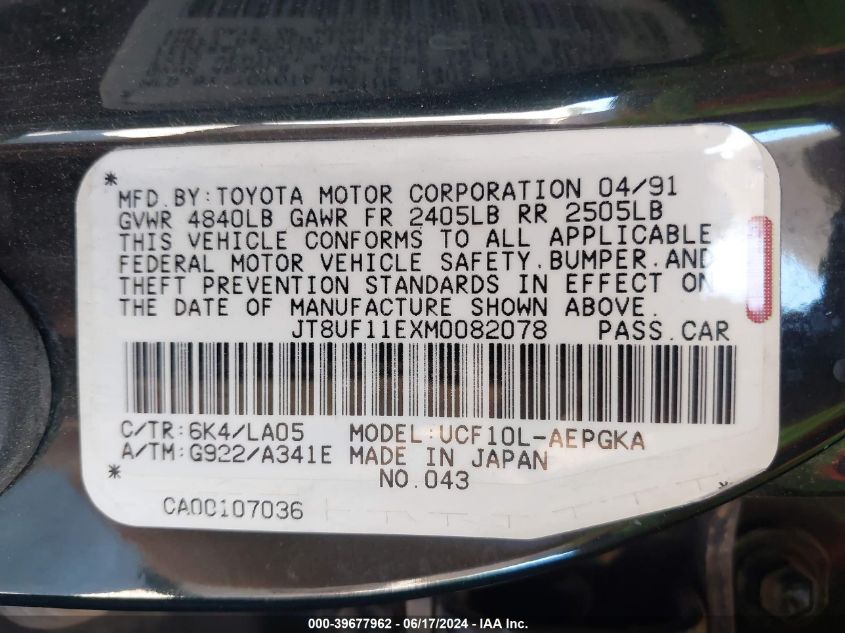 * MFD.BY:TOYOTA MOTOR CORPORATION 04/91
GVWR 4840LB GAWR FR 2405LB RR 2505LB
THIS VEHICLE CONFORMS TO ALL APPLICABLE
FEDERAL MOTOR VEHICLE SAFETY.BUMPER.AND
THEFT PREVENTION STANDARDS IN EFFECT ON
THE DATE OF MANUFACTURE SHOWN ABOVE.
JT8UF11EXM0082078 PASS.CAR
C/TR:6K4/LA05 MODEL:UCF10L-AEPGKA
A/TM:G922/A341E MADE IN JAPAN
* NO.043 *
CA00107036
000-39677962 - 06/17/2024 - IAA Inc.